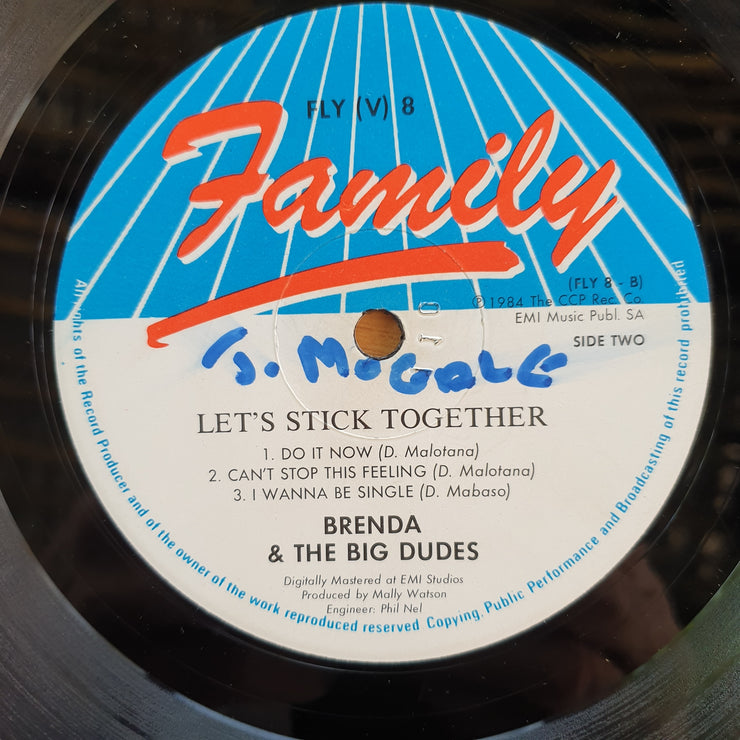 FLY (V) 8
Family
(FLY 8 - B)
℗ 1984 The CCP Rec. Co
EMI Music Publ. SA
SIDE TWO
J. MOGALE
LET'S STICK TOGETHER
1. DO IT NOW (D. Malotana)
2. CAN'T STOP THIS FEELING (D. Malotana)
3. I WANNA BE SINGLE (D. Mabaso)
BRENDA
& THE BIG DUDES
Digitally Mastered at EMI Studios
Produced by Mally Watson
Engineer: Phil Nel
All rights of the Record Producer and of the owner of the work reproduced reserved Copying, Public Performance and Broadcasting of this record prohibited